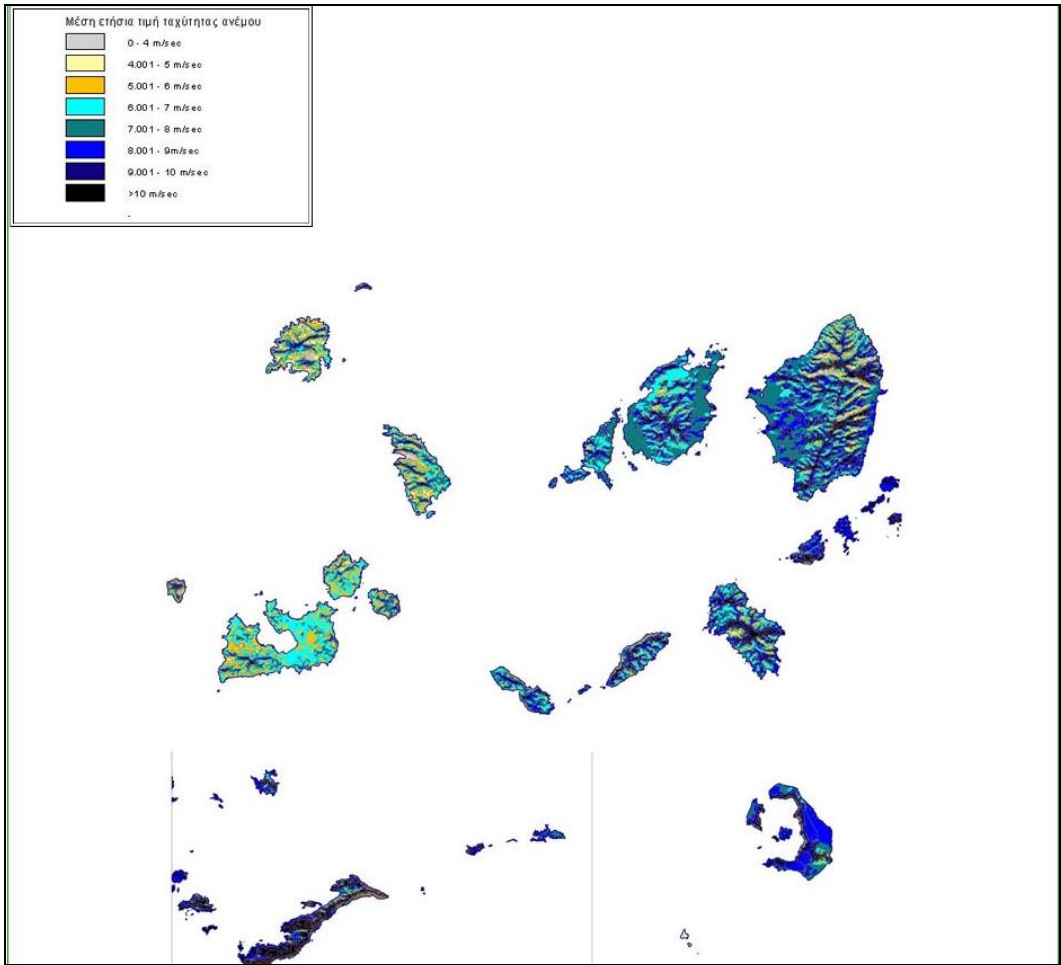 Μέση ετήσια τιμή ταχύτητας ανέμου
0 - 4 m/sec
4.001 - 5 m/sec
5.001 - 6 m/sec
6.001 - 7 m/sec
7.001 - 8 m/sec
8.001 - 9m/sec
9.001 - 10 m/sec
>10 m/sec
-